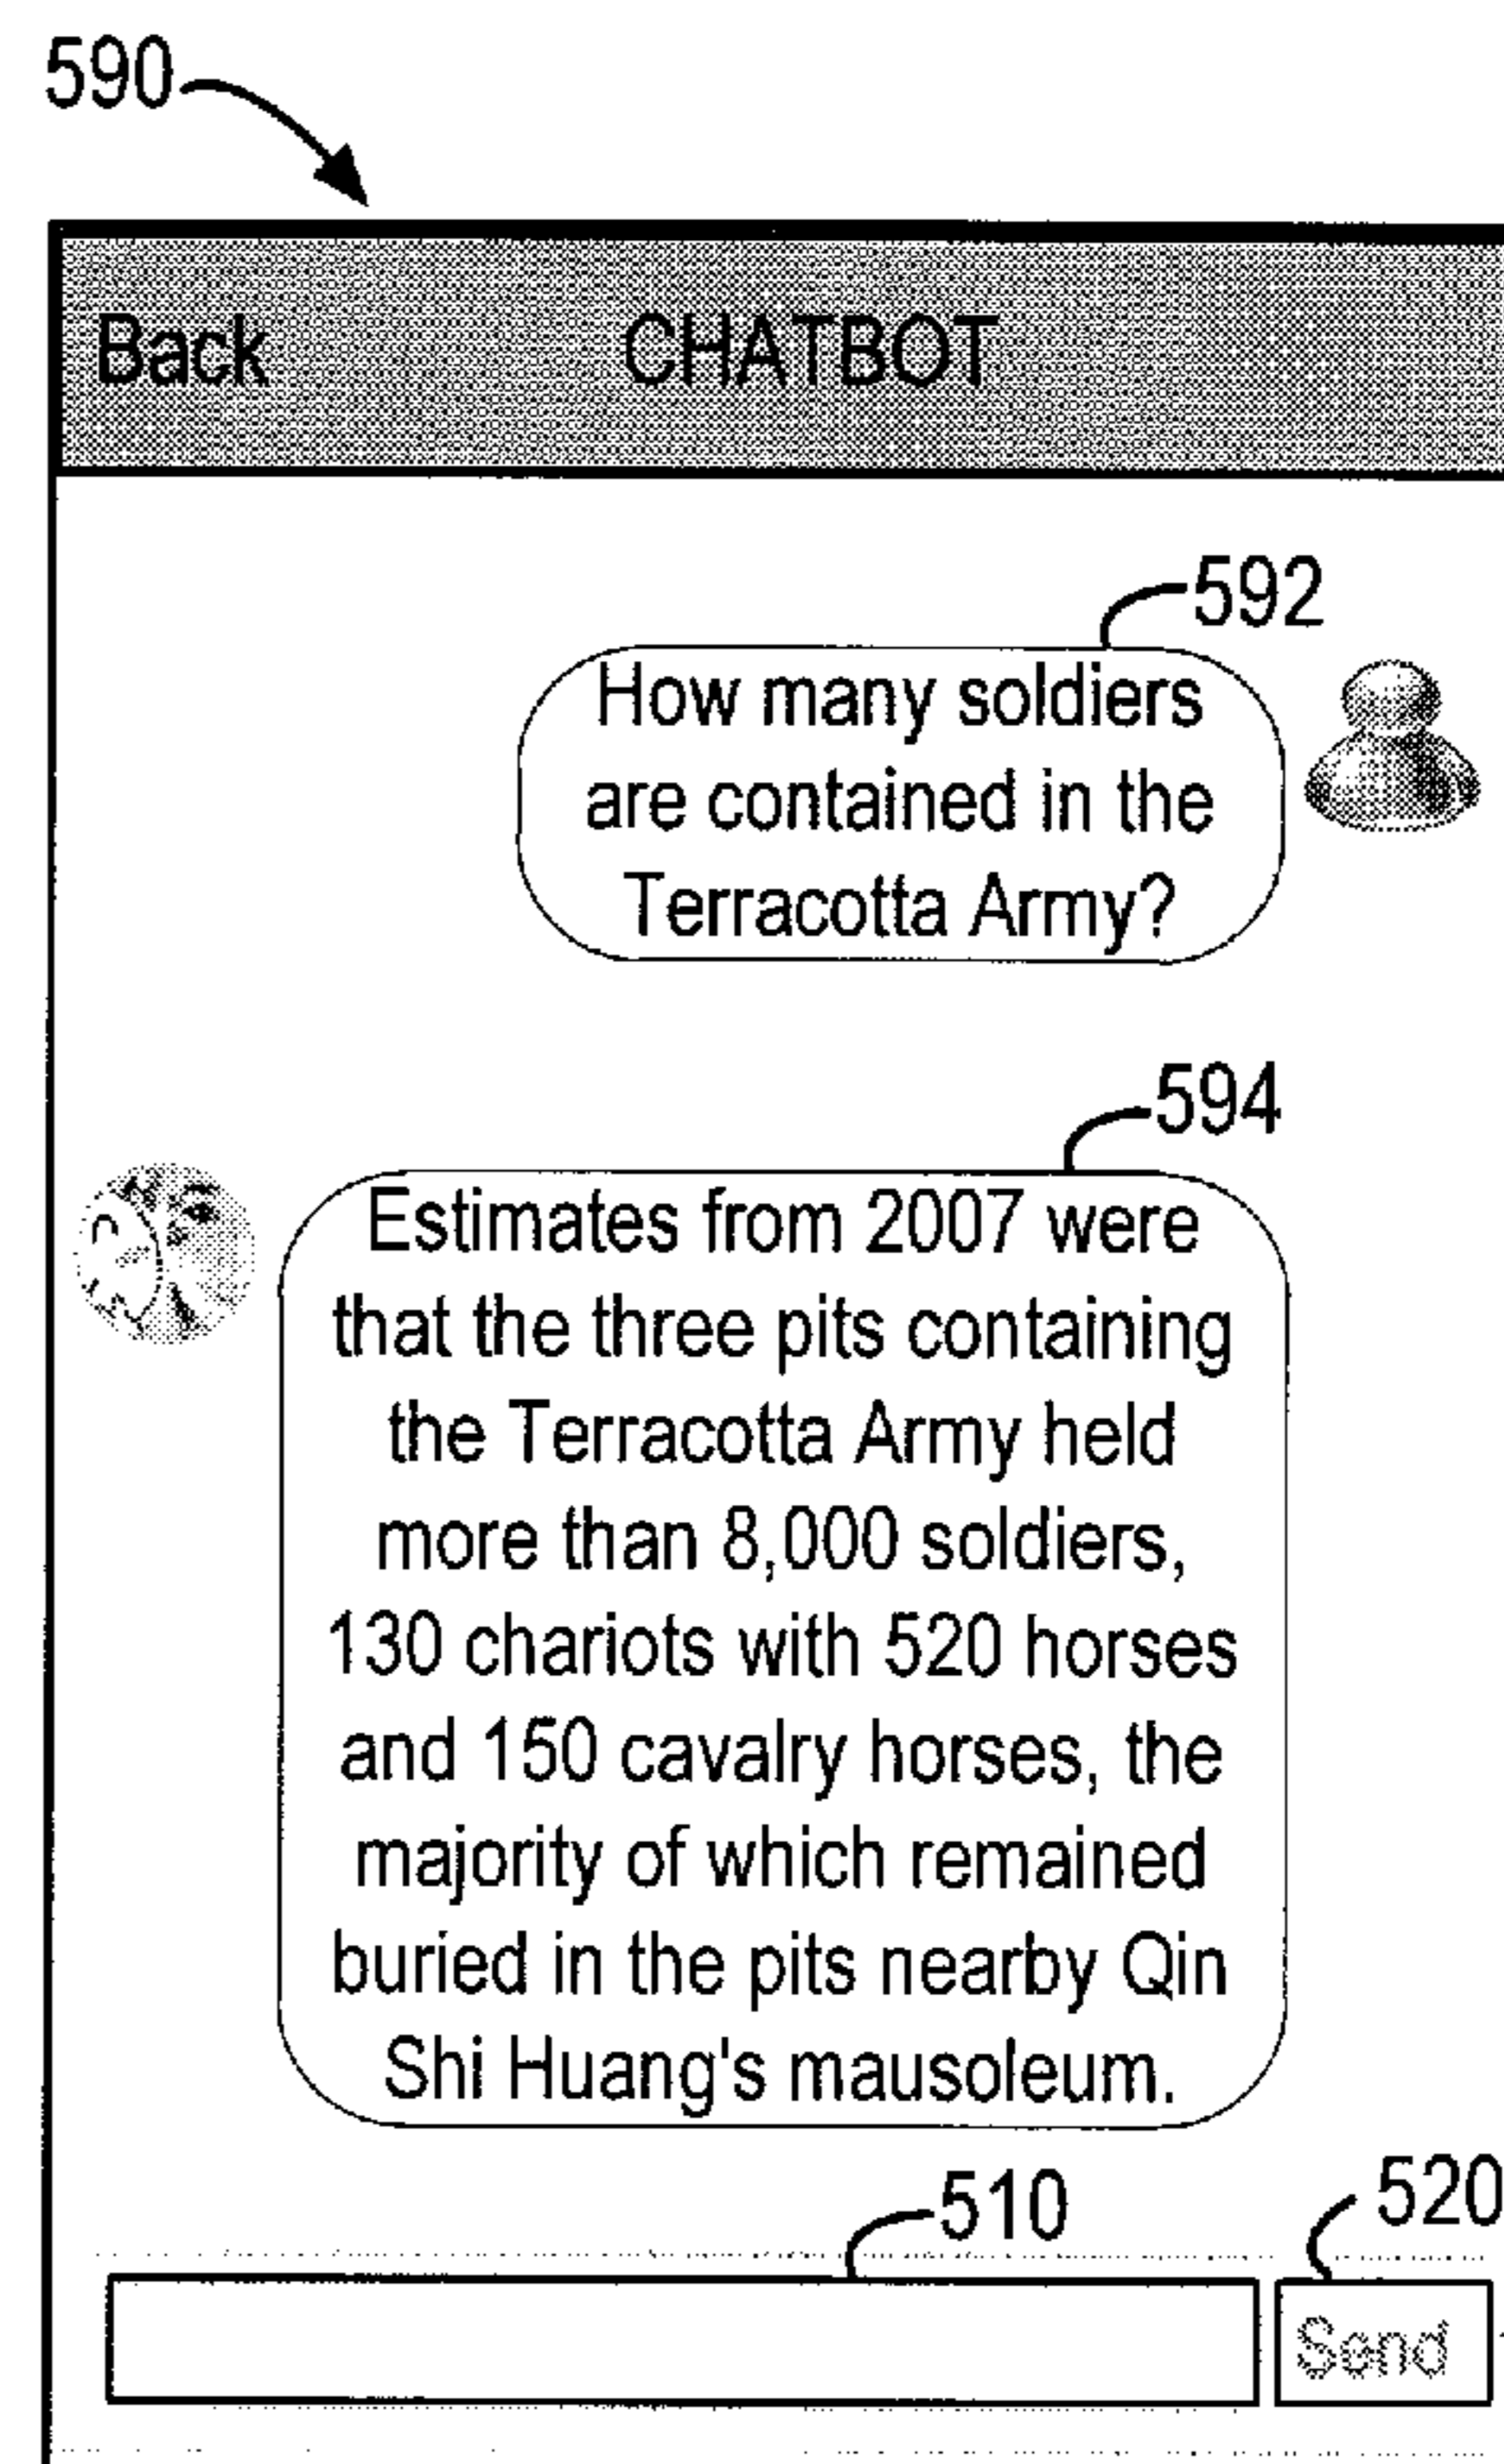 590
Back CHATBOT
592
How many soldiers
are contained in the
Terracotta Army?
594
Estimates from 2007 were
that the three pits containing
the Terracotta Army held
more than 8,000 soldiers,
130 chariots with 520 horses
and 150 cavalry horses, the
majority of which remained
buried in the pits nearby Qin
Shi Huang's mausoleum.
510 520
Send